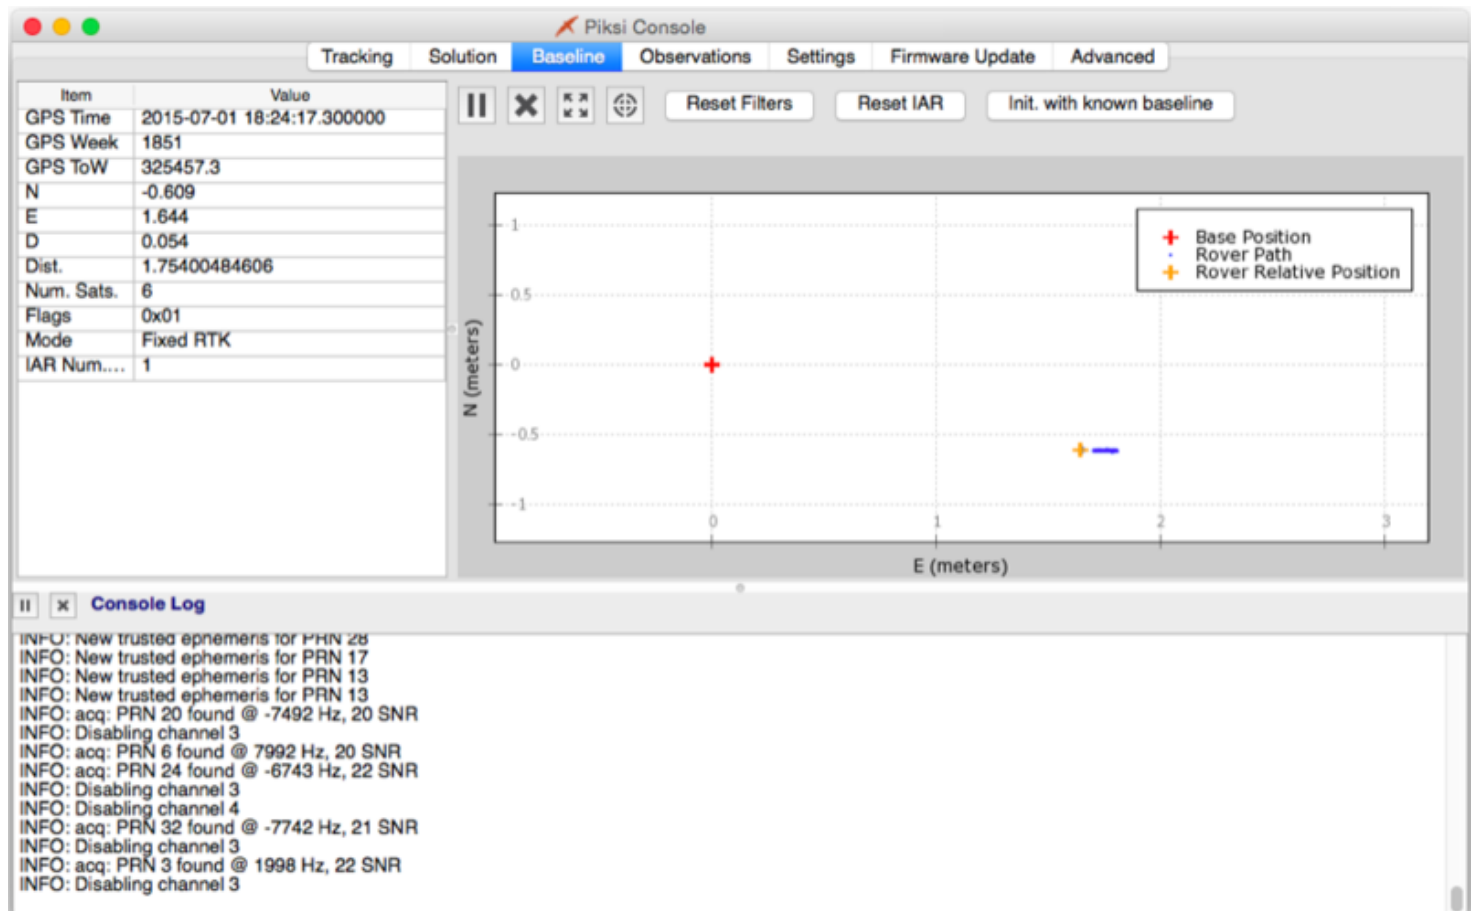 Piksi Console
Tracking Solution Baseline Observations Settings Firmware Update Advanced
Item Value
GPS Time 2015-07-01 18:24:17.300000
GPS Week 1851
GPS ToW 325457.3
N -0.609
E 1.644
D 0.054
Dist. 1.75400484606
Num. Sats. 6
Flags 0x01
Mode Fixed RTK
IAR Num.... 1
Reset Filters Reset IAR Init. with known baseline
Base Position
Rover Path
Rover Relative Position
1
0.5
0
-0.5
-1
N (meters)
0 1 2 3
E (meters)
Console Log
INFO: New trusted ephemeris for PRN 28
INFO: New trusted ephemeris for PRN 17
INFO: New trusted ephemeris for PRN 13
INFO: New trusted ephemeris for PRN 13
INFO: acq: PRN 20 found @ -7492 Hz, 20 SNR
INFO: Disabling channel 3
INFO: acq: PRN 6 found @ 7992 Hz, 20 SNR
INFO: acq: PRN 24 found @ -6743 Hz, 22 SNR
INFO: Disabling channel 3
INFO: Disabling channel 4
INFO: acq: PRN 32 found @ -7742 Hz, 21 SNR
INFO: Disabling channel 3
INFO: acq: PRN 3 found @ 1998 Hz, 22 SNR
INFO: Disabling channel 3